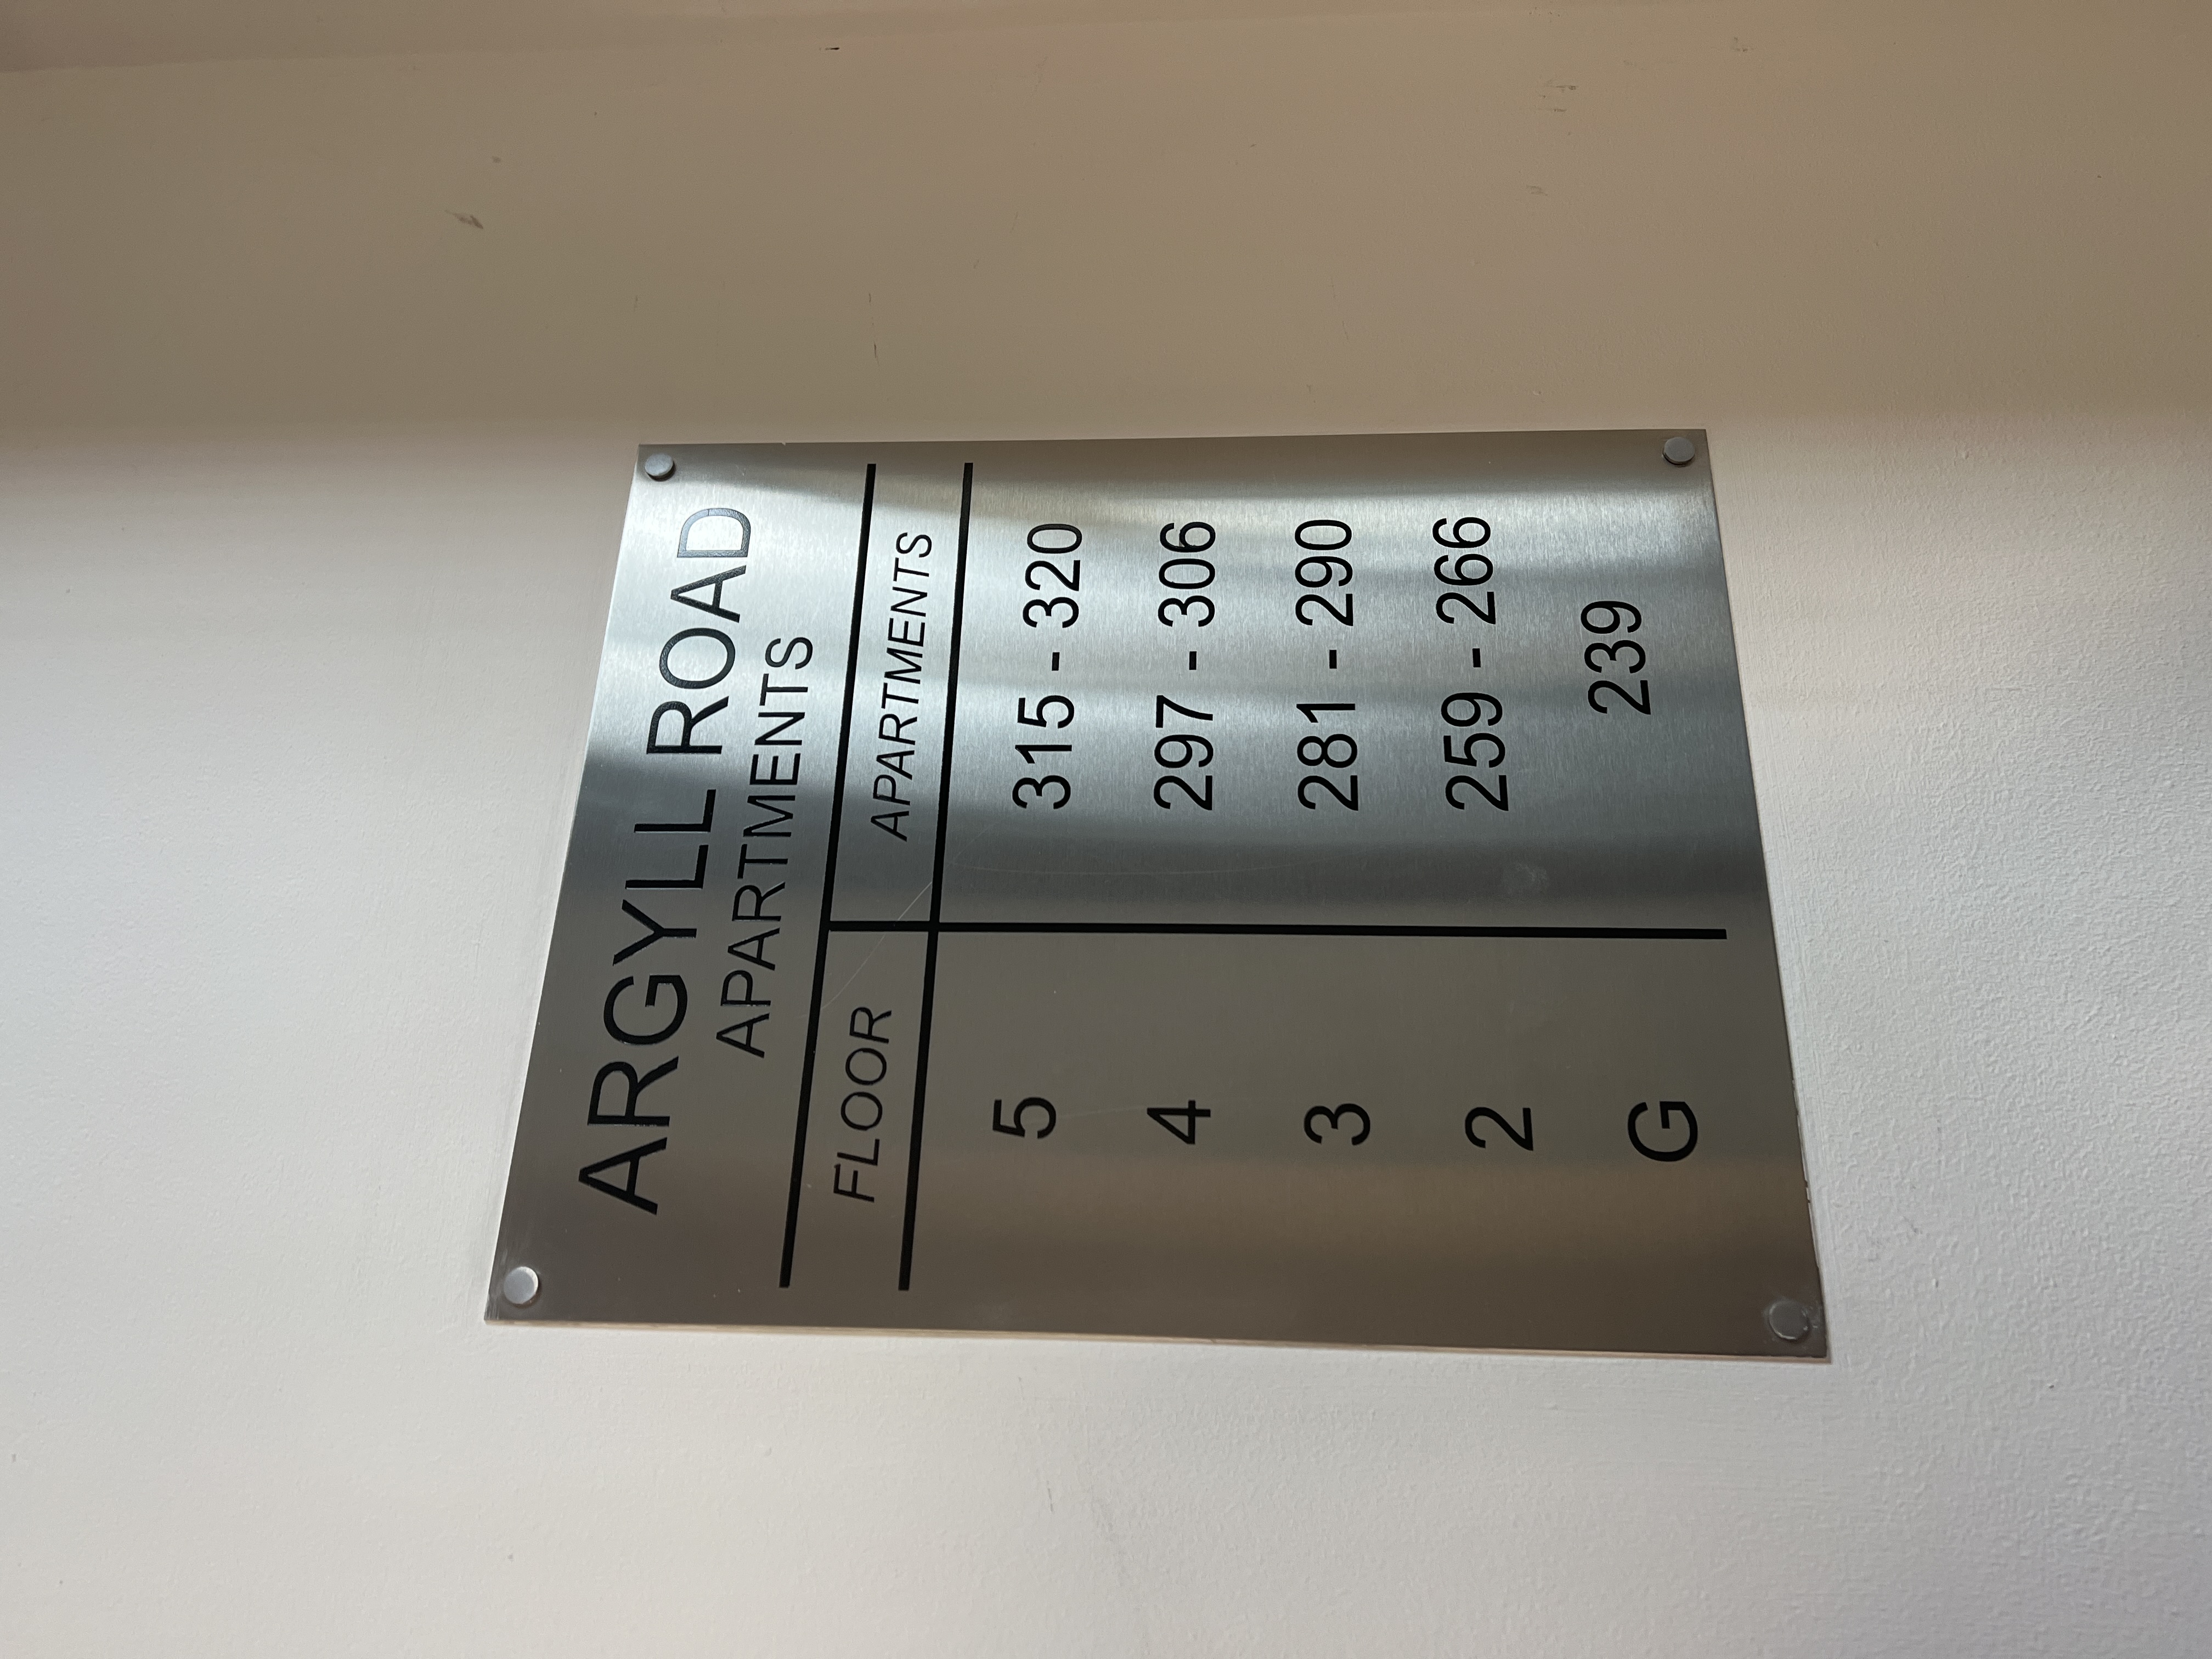 ARGYLL ROAD
APARTMENTS
FLOOR APARTMENTS
5 315 - 320
4 297 - 306
3 281 - 290
2 259 - 266
G 239